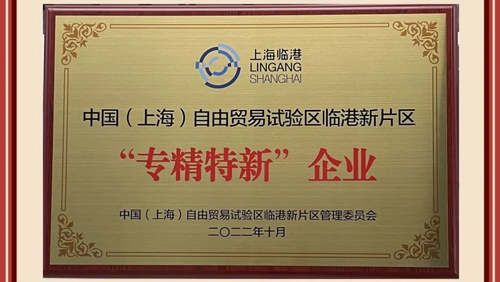 上海临港
LINGANG
SHANGHAI
中国（上海）自由贸易试验区临港新片区
“专精特新”企业
中国（上海）自由贸易试验区临港新片区管理委员会
二〇二二年十月